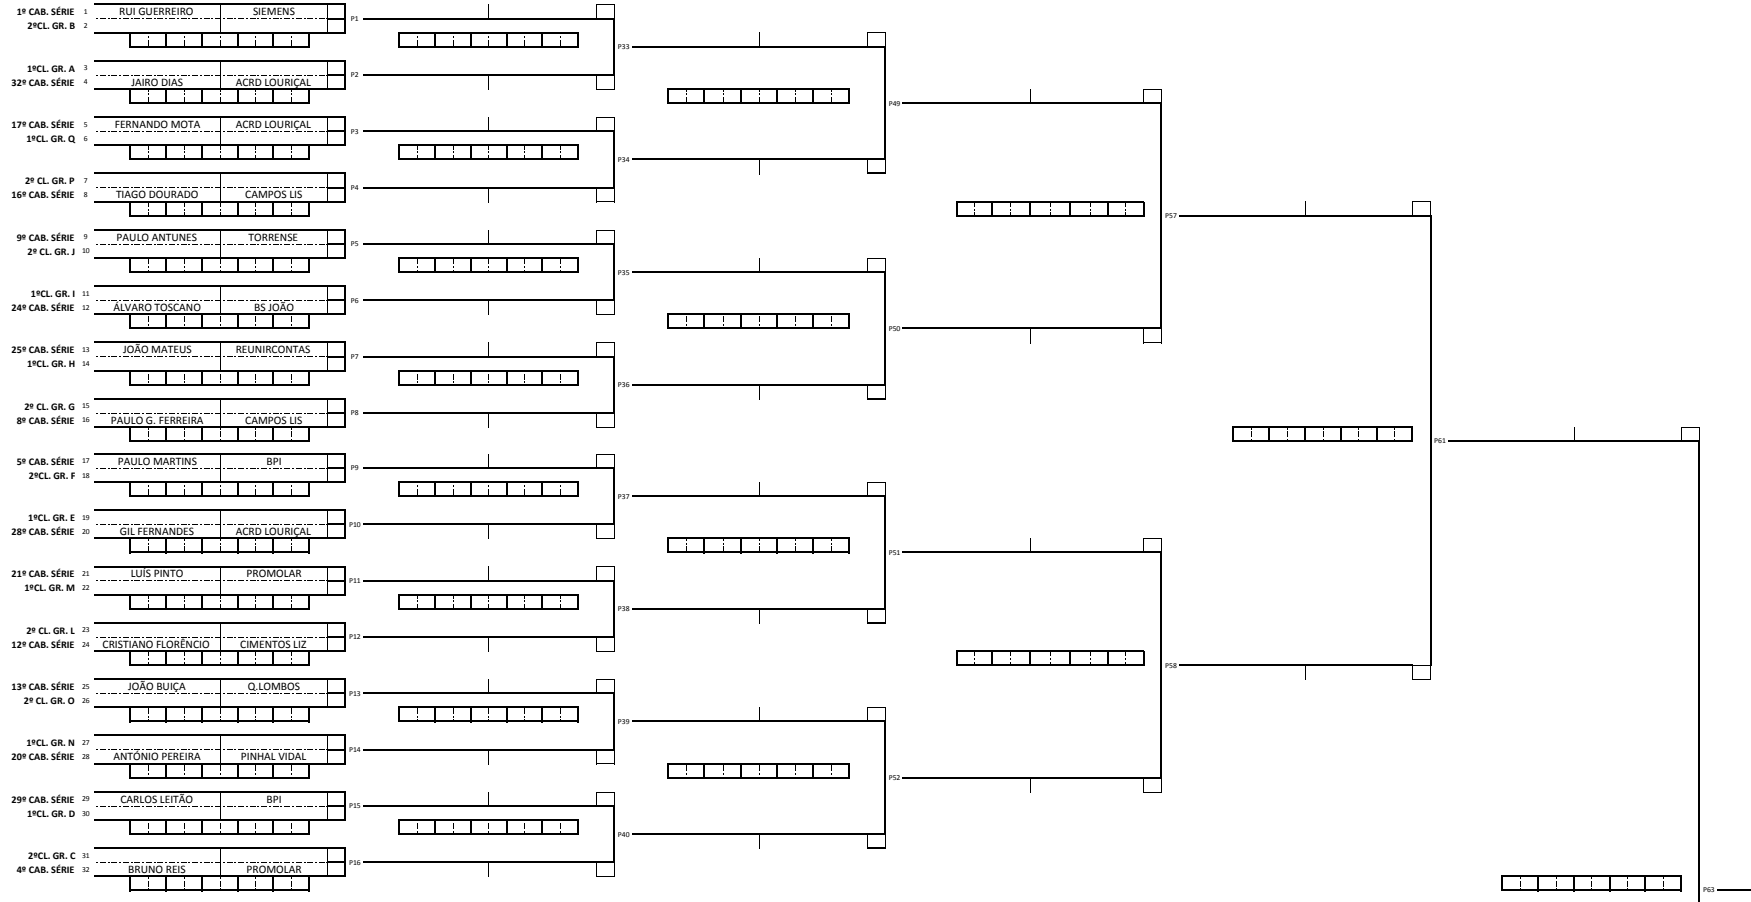 1º CAB. SÉRIE 1 RUI GUERREIRO SIEMENS
P1
2ºCL. GR. B 2
P33
1ºCL. GR. A 3
P2
32º CAB. SÉRIE 4 JAIRO DIAS ACRD LOURIÇAL
P49
17º CAB. SÉRIE 5 FERNANDO MOTA ACRD LOURIÇAL
P3
1ºCL. GR. Q 6
P34
2º CL. GR. P 7
P4
16º CAB. SÉRIE 8 TIAGO DOURADO CAMPOS LIS
P57
9º CAB. SÉRIE 9 PAULO ANTUNES TORRENSE
P5
2º CL. GR. J 10
P35
1ºCL. GR. I 11
P6
24º CAB. SÉRIE 12 ÁLVARO TOSCANO BS JOÃO
P50
25º CAB. SÉRIE 13 JOÃO MATEUS REUNIRCONTAS
P7
1ºCL. GR. H 14
P36
2º CL. GR. G 15
P8
8º CAB. SÉRIE 16 PAULO G. FERREIRA CAMPOS LIS
P61
5º CAB. SÉRIE 17 PAULO MARTINS BPI
P9
2ºCL. GR. F 18
P37
1ºCL. GR. E 19
P10
28º CAB. SÉRIE 20 GIL FERNANDES ACRD LOURIÇAL
P51
21º CAB. SÉRIE 21 LUÍS PINTO PROMOLAR
P11
1ºCL. GR. M 22
P38
2º CL. GR. L 23
P12
12º CAB. SÉRIE 24 CRISTIANO FLORÊNCIO CIMENTOS LIZ
P58
13º CAB. SÉRIE 25 JOÃO BUIÇA Q.LOMBOS
P13
2º CL. GR. O 26
P39
1ºCL. GR. N 27
P14
20º CAB. SÉRIE 28 ANTÓNIO PEREIRA PINHAL VIDAL
P52
29º CAB. SÉRIE 29 CARLOS LEITÃO BPI
P15
1ºCL. GR. D 30
P40
2ºCL. GR. C 31
P16
4º CAB. SÉRIE 32 BRUNO REIS PROMOLAR
P63